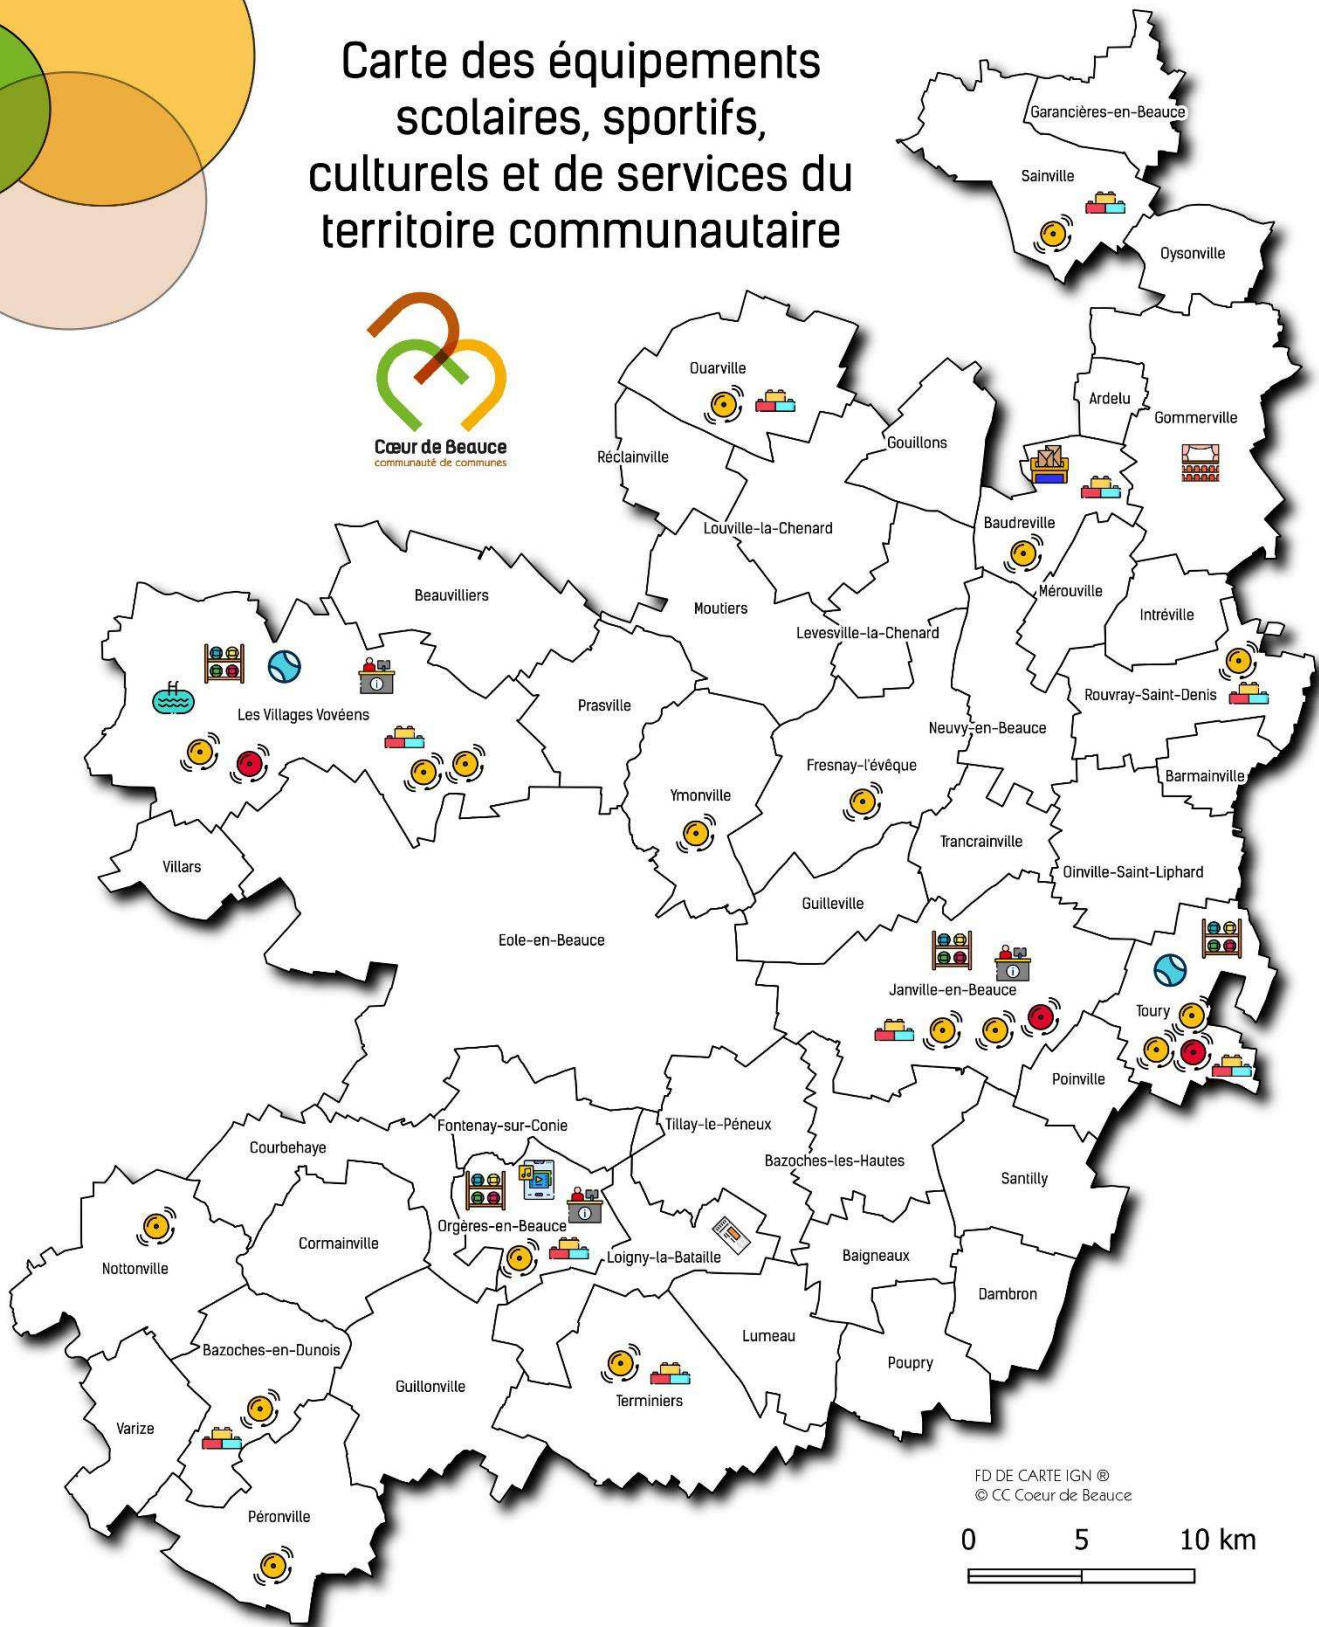 Carte des équipements
scolaires, sportifs,
culturels et de services du
territoire communautaire
Cœur de Beauce
communauté de communes
Garancières-en-Beauce
Sainville
Oysonville
Ouarville
Ardelu
Gommerville
Gouillons
Réclainville
Baudreville
Louville-la-Chenard
Beauvilliers
Mérouville
Moutiers
Intréville
Levesville-la-Chenard
Rouvray-Saint-Denis
Prasville
Les Villages Vovéens
Neuvy-en-Beauce
Fresnay-l'évêque
Barmainville
Ymonville
Trancrainville
Villars
Oinville-Saint-Liphard
Guilleville
Eole-en-Beauce
Janville-en-Beauce
Toury
Poinville
Fontenay-sur-Conie
Tillay-le-Péneux
Courbehaye
Bazoches-les-Hautes
Santilly
Orgères-en-Beauce
Cormainville
Loigny-la-Bataille
Baigneaux
Nottonville
Dambron
Lumeau
Bazoches-en-Dunois
Poupry
Guillonville
Terminiers
Varize
Péronville
FD DE CARTE IGN ®
© CC Coeur de Beauce
0 5 10 km